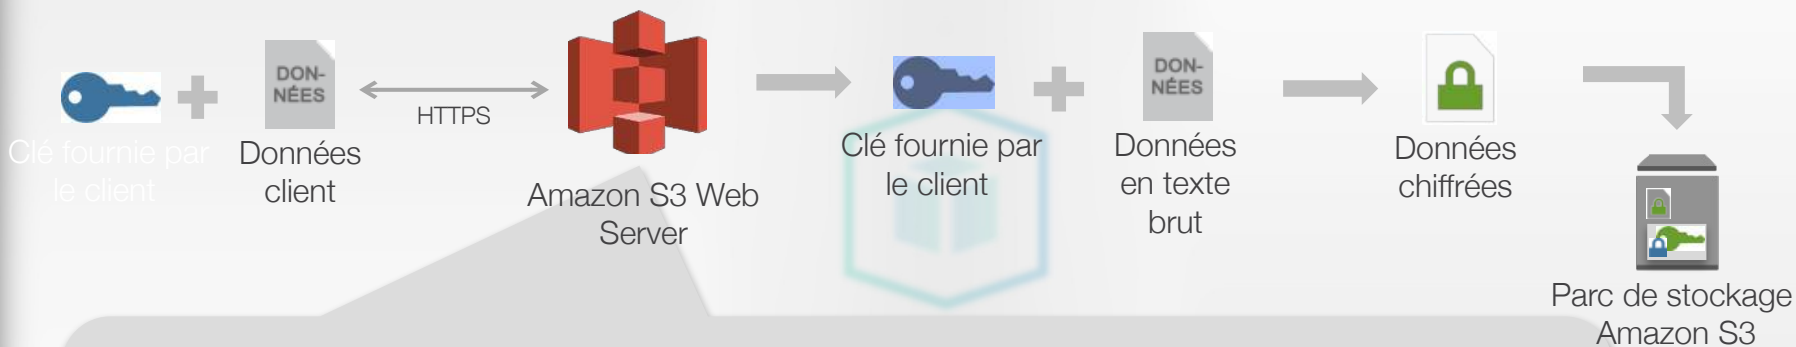 DON-
NÉES
HTTPS
Clé fournie par
le client
Données
client
Amazon S3 Web
Server
Clé fournie par
le client
DON-
NÉES
Données
en texte
brut
Données
chiffrées
Parc de stockage
Amazon S3